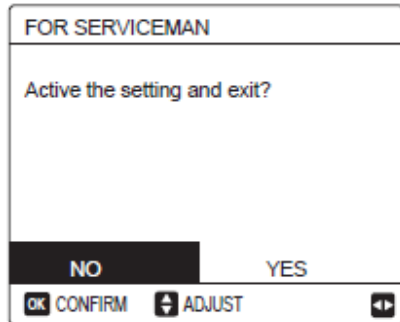 FOR SERVICEMAN
Active the setting and exit?
NO YES
OK CONFIRM ADJUST